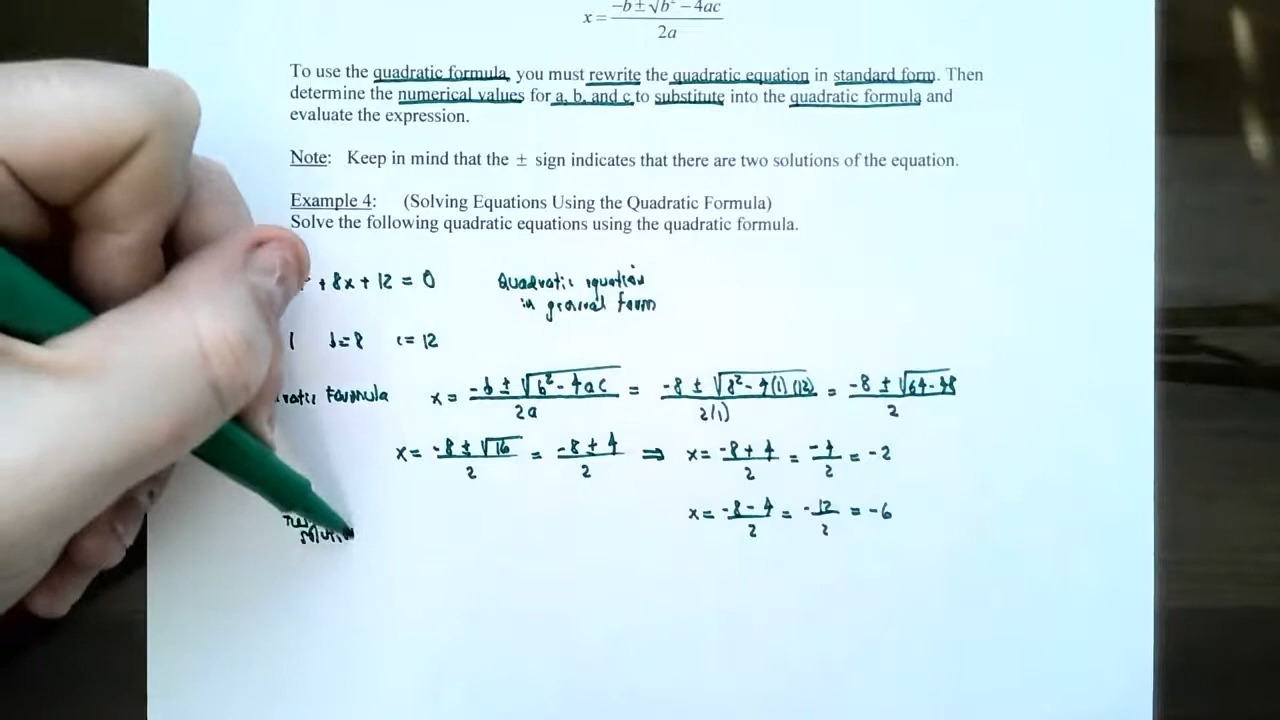 x = −b ± √b² − 4ac / 2a
To use the quadratic formula, you must rewrite the quadratic equation in standard form. Then
determine the numerical values for a, b, and c to substitute into the quadratic formula and
evaluate the expression.
Note: Keep in mind that the ± sign indicates that there are two solutions of the equation.
Example 4: (Solving Equations Using the Quadratic Formula)
Solve the following quadratic equations using the quadratic formula.
+ 8x + 12 = 0 Quadratic equation
in general form
1 b=8 c=12
ratic Formula x = −b ± √b² − 4ac / 2a = −8 ± √8² − 4(1)(12) / 2(1) = −8 ± √64 − 48 / 2
x = −8 ± √16 / 2 = −8 ± 4 / 2 ⇒ x = −8 + 4 / 2 = −4 / 2 = −2
x = −8 − 4 / 2 = −12 / 2 = −6